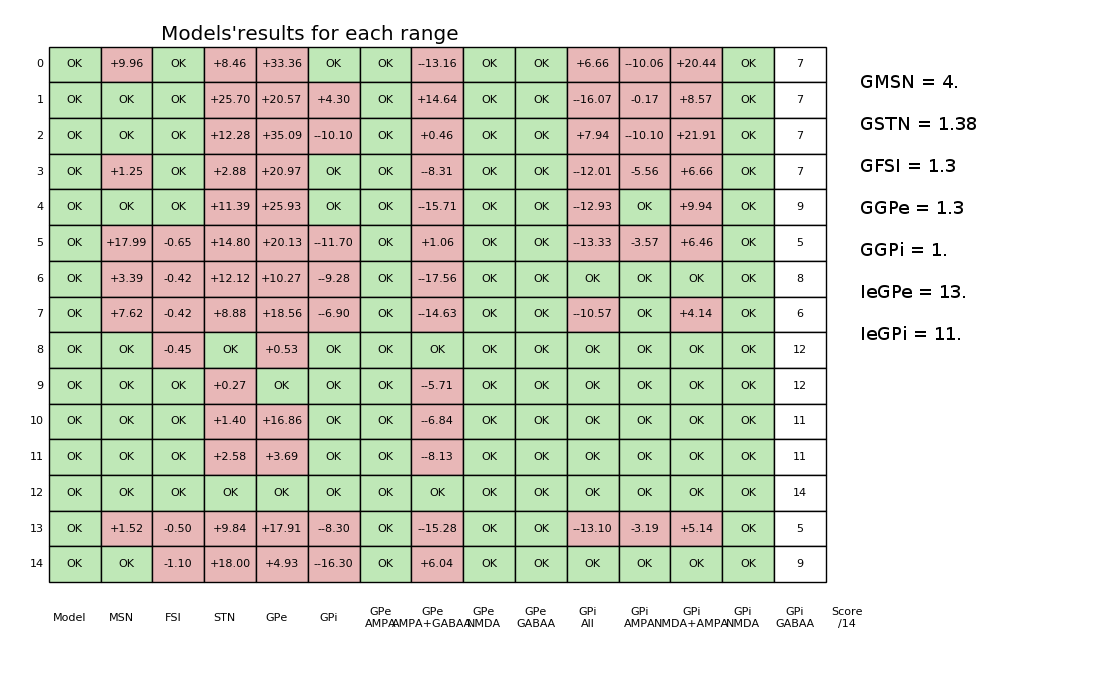 Models'results for each range
0 OK +9.96 OK +8.46 +33.36 OK OK --13.16 OK OK +6.66 --10.06 +20.44 OK 7
1 OK OK OK +25.70 +20.57 +4.30 OK +14.64 OK OK --16.07 -0.17 +8.57 OK 7
2 OK OK OK +12.28 +35.09 --10.10 OK +0.46 OK OK +7.94 --10.10 +21.91 OK 7
3 OK +1.25 OK +2.88 +20.97 OK OK --8.31 OK OK --12.01 -5.56 +6.66 OK 7
4 OK OK OK +11.39 +25.93 OK OK --15.71 OK OK --12.93 OK +9.94 OK 9
5 OK +17.99 -0.65 +14.80 +20.13 --11.70 OK +1.06 OK OK --13.33 -3.57 +6.46 OK 5
6 OK +3.39 -0.42 +12.12 +10.27 --9.28 OK --17.56 OK OK OK OK OK OK 8
7 OK +7.62 -0.42 +8.88 +18.56 --6.90 OK --14.63 OK OK --10.57 OK +4.14 OK 6
8 OK OK -0.45 OK +0.53 OK OK OK OK OK OK OK OK OK 12
9 OK OK OK +0.27 OK OK OK --5.71 OK OK OK OK OK OK 12
10 OK OK OK +1.40 +16.86 OK OK --6.84 OK OK OK OK OK OK 11
11 OK OK OK +2.58 +3.69 OK OK --8.13 OK OK OK OK OK OK 11
12 OK OK OK OK OK OK OK OK OK OK OK OK OK OK 14
13 OK +1.52 -0.50 +9.84 +17.91 --8.30 OK --15.28 OK OK --13.10 -3.19 +5.14 OK 5
14 OK OK -1.10 +18.00 +4.93 --16.30 OK +6.04 OK OK OK OK OK OK 9
Model MSN FSI STN GPe GPi GPe AMPA GPe AMPA+GABAA GPe NMDA GPe GABAA GPi All GPi AMPA GPi NMDA+AMPA GPi NMDA GPi GABAA Score /14
GMSN = 4.
GSTN = 1.38
GFSI = 1.3
GGPe = 1.3
GGPi = 1.
IeGPe = 13.
IeGPi = 11.